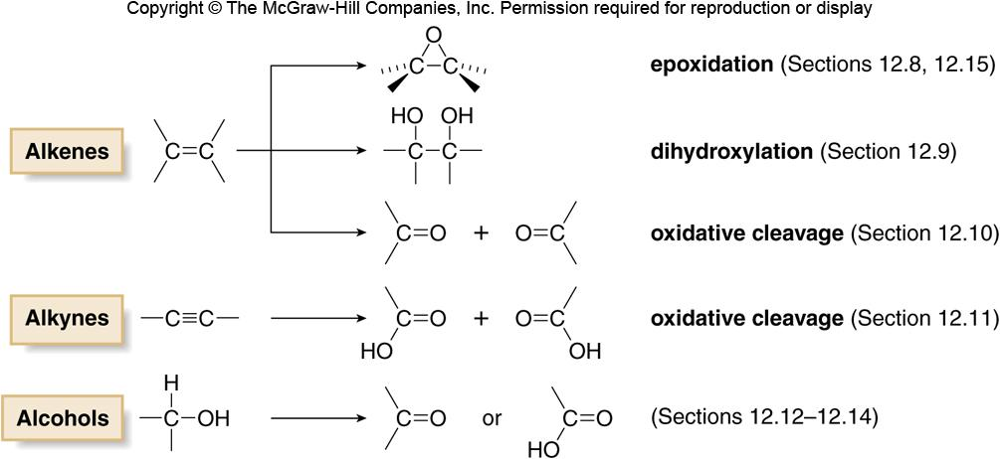 Copyright © The McGraw-Hill Companies, Inc. Permission required for reproduction or display
O
C C
epoxidation (Sections 12.8, 12.15)
Alkenes
C=C
HO OH
C C
dihydroxylation (Section 12.9)
C=O + O=C
oxidative cleavage (Section 12.10)
Alkynes
—C≡C—
C=O + O=C
HO OH
oxidative cleavage (Section 12.11)
Alcohols
H
—C—OH
C=O or C=O
HO
(Sections 12.12–12.14)